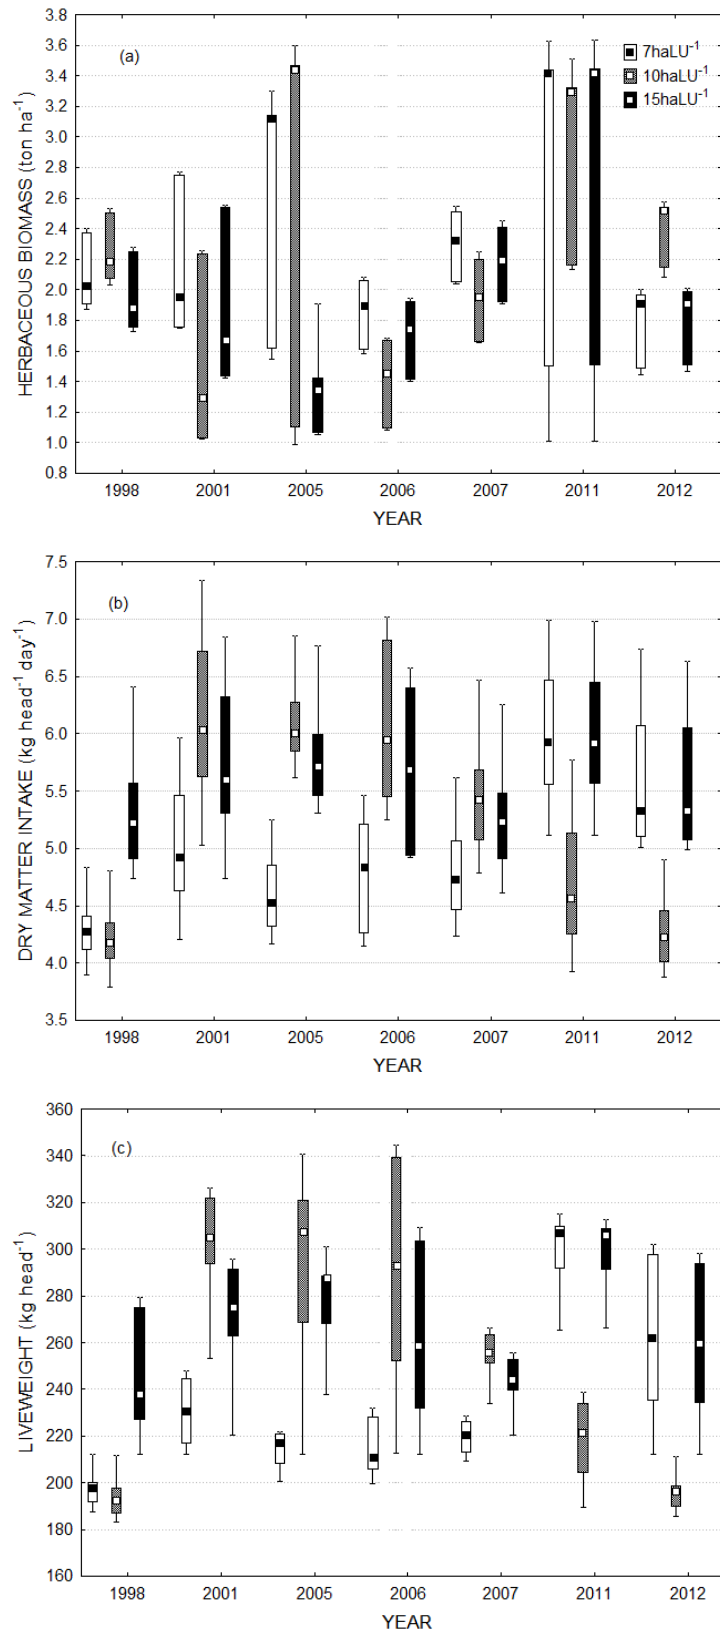 3.8
3.6
3.4
3.2
3.0
2.8
2.6
2.4
2.2
2.0
1.8
1.6
1.4
1.2
1.0
0.8
HERBACEOUS BIOMASS (ton ha⁻¹)
(a)
7haLU⁻¹
10haLU⁻¹
15haLU⁻¹
1998 2001 2005 2006 2007 2011 2012
YEAR
7.5
7.0
6.5
6.0
5.5
5.0
4.5
4.0
3.5
DRY MATTER INTAKE (kg head⁻¹ day⁻¹)
(b)
1998 2001 2005 2006 2007 2011 2012
YEAR
360
340
320
300
280
260
240
220
200
180
160
LIVEWEIGHT (kg head⁻¹)
(c)
1998 2001 2005 2006 2007 2011 2012
YEAR